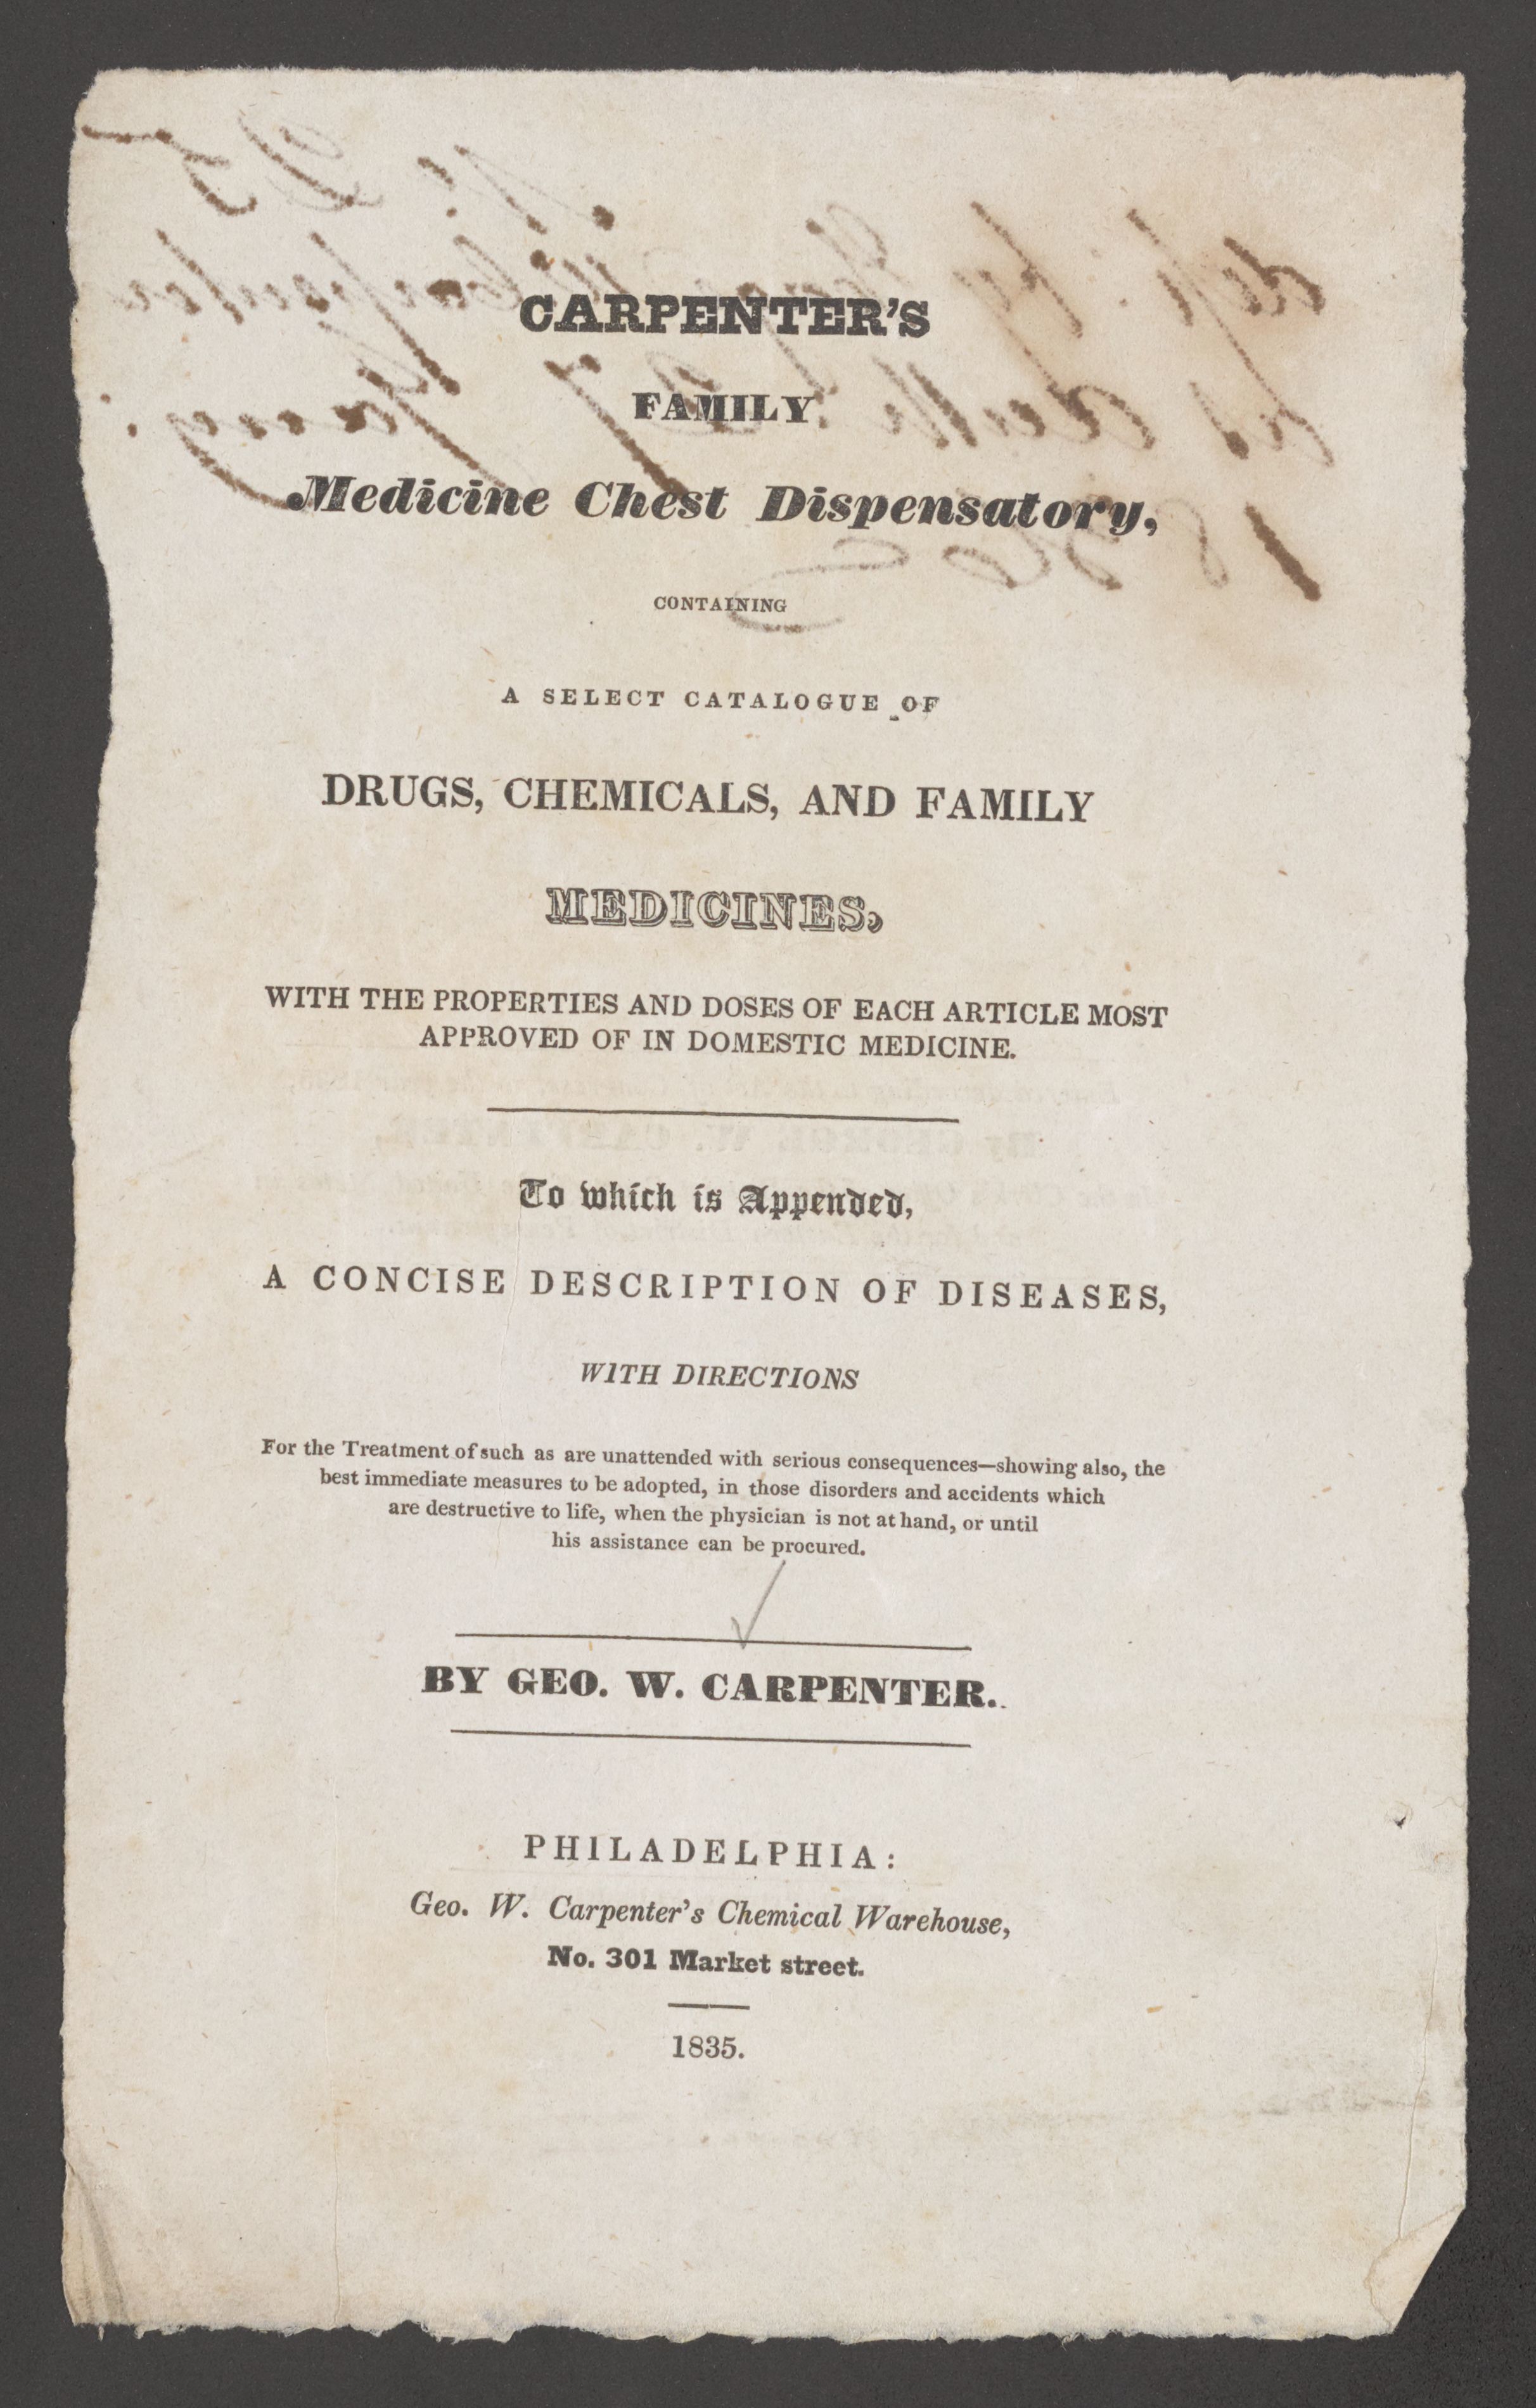 CARPENTER'S
FAMILY
Medicine Chest Dispensatory,
CONTAINING
A SELECT CATALOGUE OF
DRUGS, CHEMICALS, AND FAMILY
MEDICINES,
WITH THE PROPERTIES AND DOSES OF EACH ARTICLE MOST
APPROVED OF IN DOMESTIC MEDICINE.
To which is Appended,
A CONCISE DESCRIPTION OF DISEASES,
WITH DIRECTIONS
For the Treatment of such as are unattended with serious consequences—showing also, the
best immediate measures to be adopted, in those disorders and accidents which
are destructive to life, when the physician is not at hand, or until
his assistance can be procured.
BY GEO. W. CARPENTER.
PHILADELPHIA:
Geo. W. Carpenter's Chemical Warehouse,
No. 301 Market street.
1835.